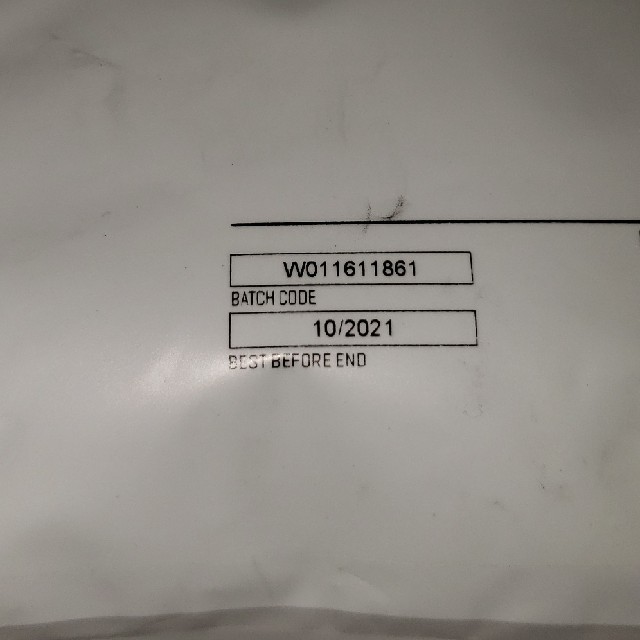 W011611861
BATCH CODE
10/2021
BEST BEFORE END